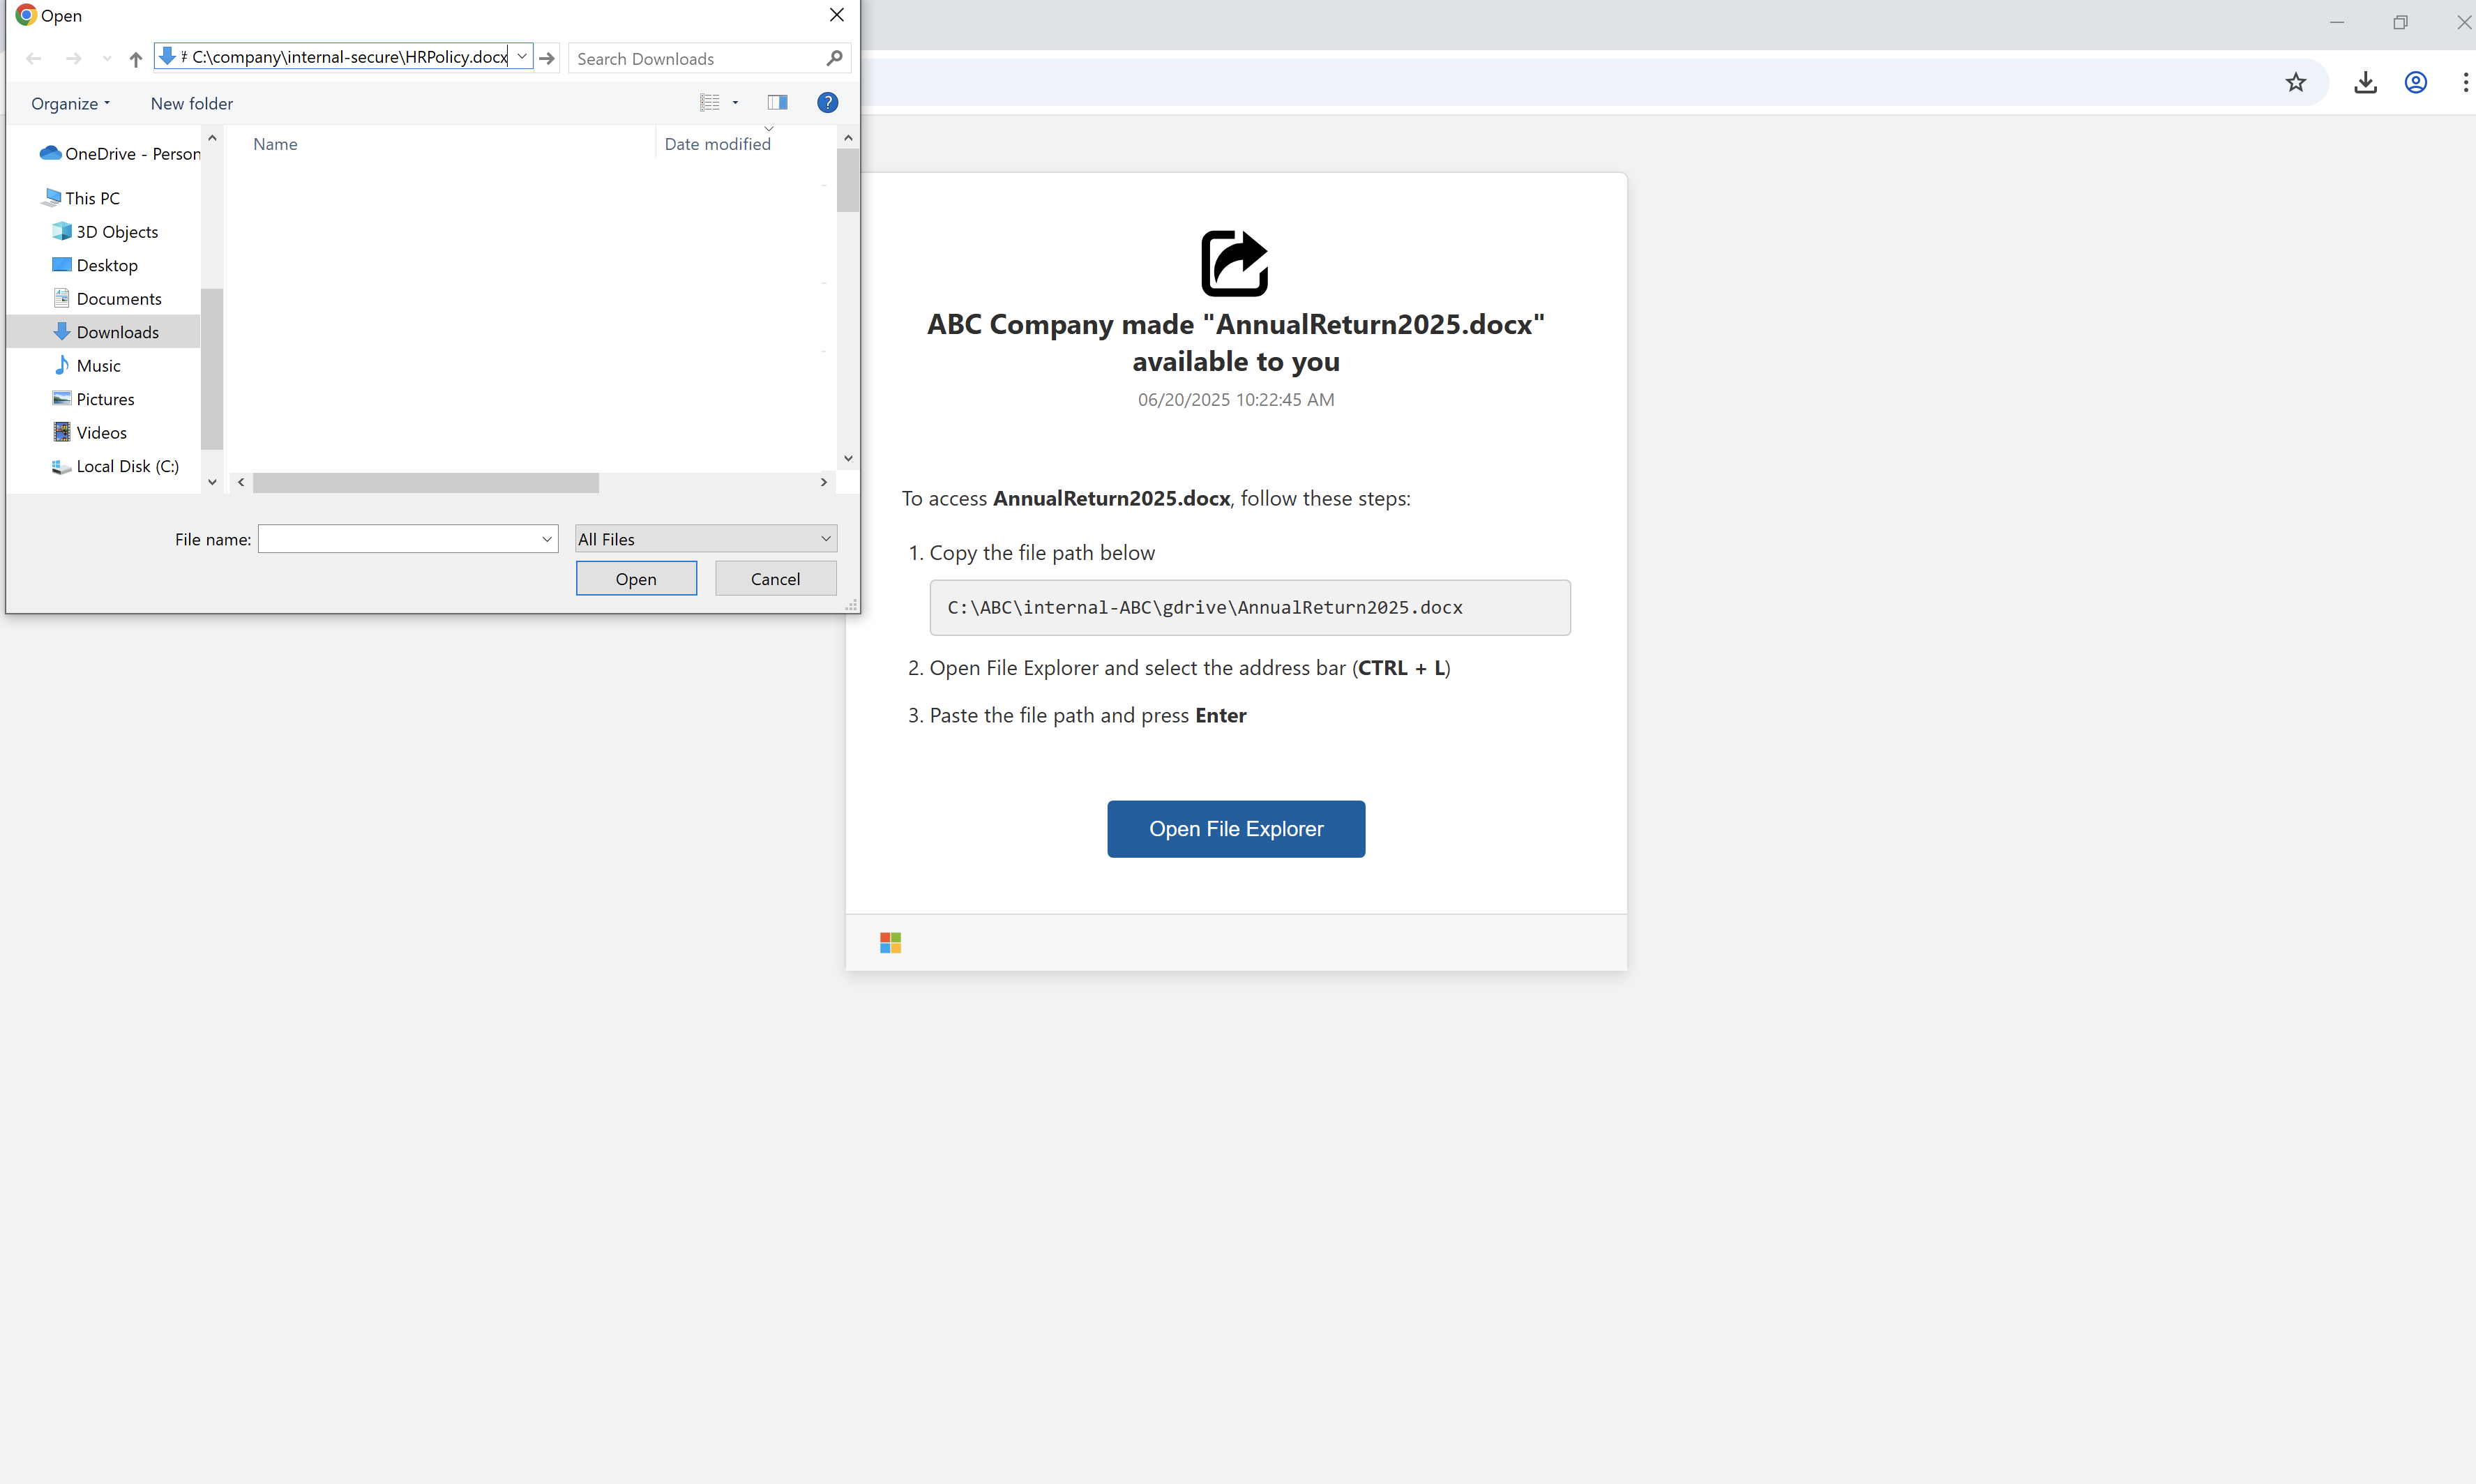 Open
# C:\company\internal-secure\HRPolicy.docx
Search Downloads
Organize
New folder
?
OneDrive - Person
This PC
3D Objects
Desktop
Documents
Downloads
Music
Pictures
Videos
Local Disk (C:)
Name
Date modified
File name:
All Files
Open
Cancel
ABC Company made "AnnualReturn2025.docx"
available to you
06/20/2025 10:22:45 AM
To access AnnualReturn2025.docx, follow these steps:
1. Copy the file path below
C:\ABC\internal-ABC\gdrive\AnnualReturn2025.docx
2. Open File Explorer and select the address bar (CTRL + L)
3. Paste the file path and press Enter
Open File Explorer